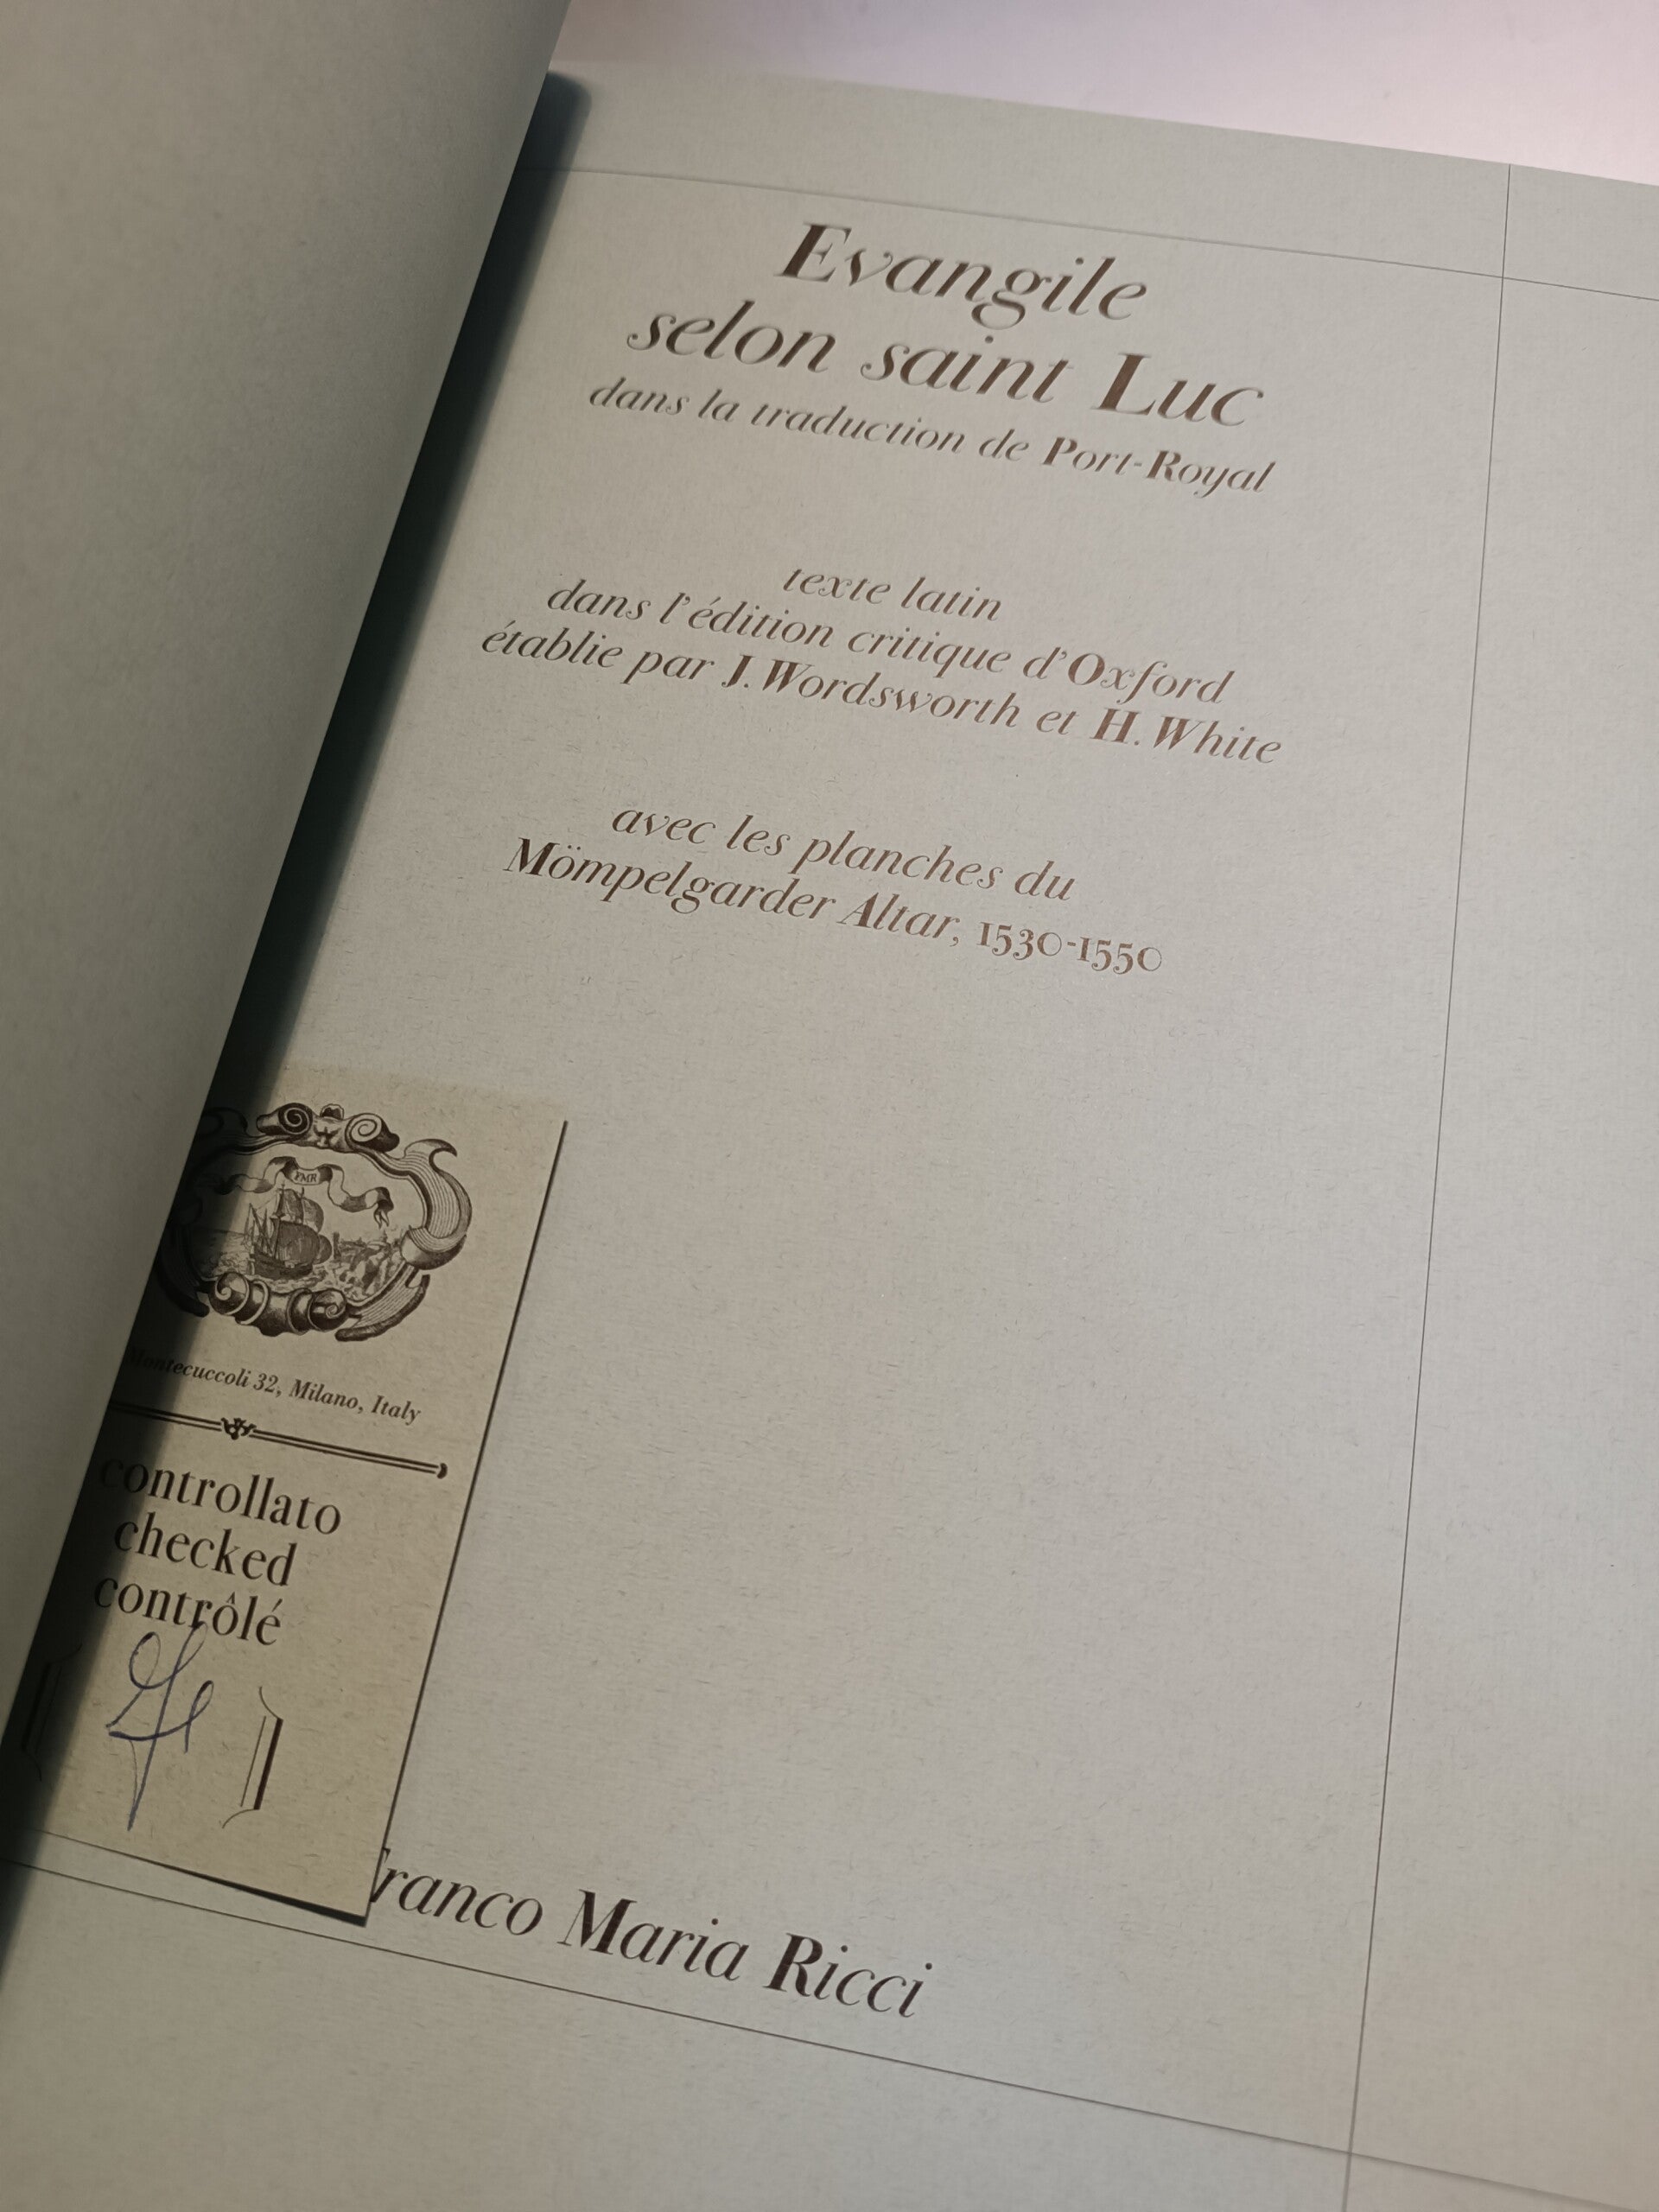 Evangile
selon saint Luc
dans la traduction de Port-Royal
texte latin
dans l'édition critique d'Oxford
établie par J. Wordsworth et H. White
avec les planches du
Mömpelgarder Altar, 1530-1550
FMR
Montecuccoli 32, Milano, Italy
controllato
checked
contrôlé
Franco Maria Ricci